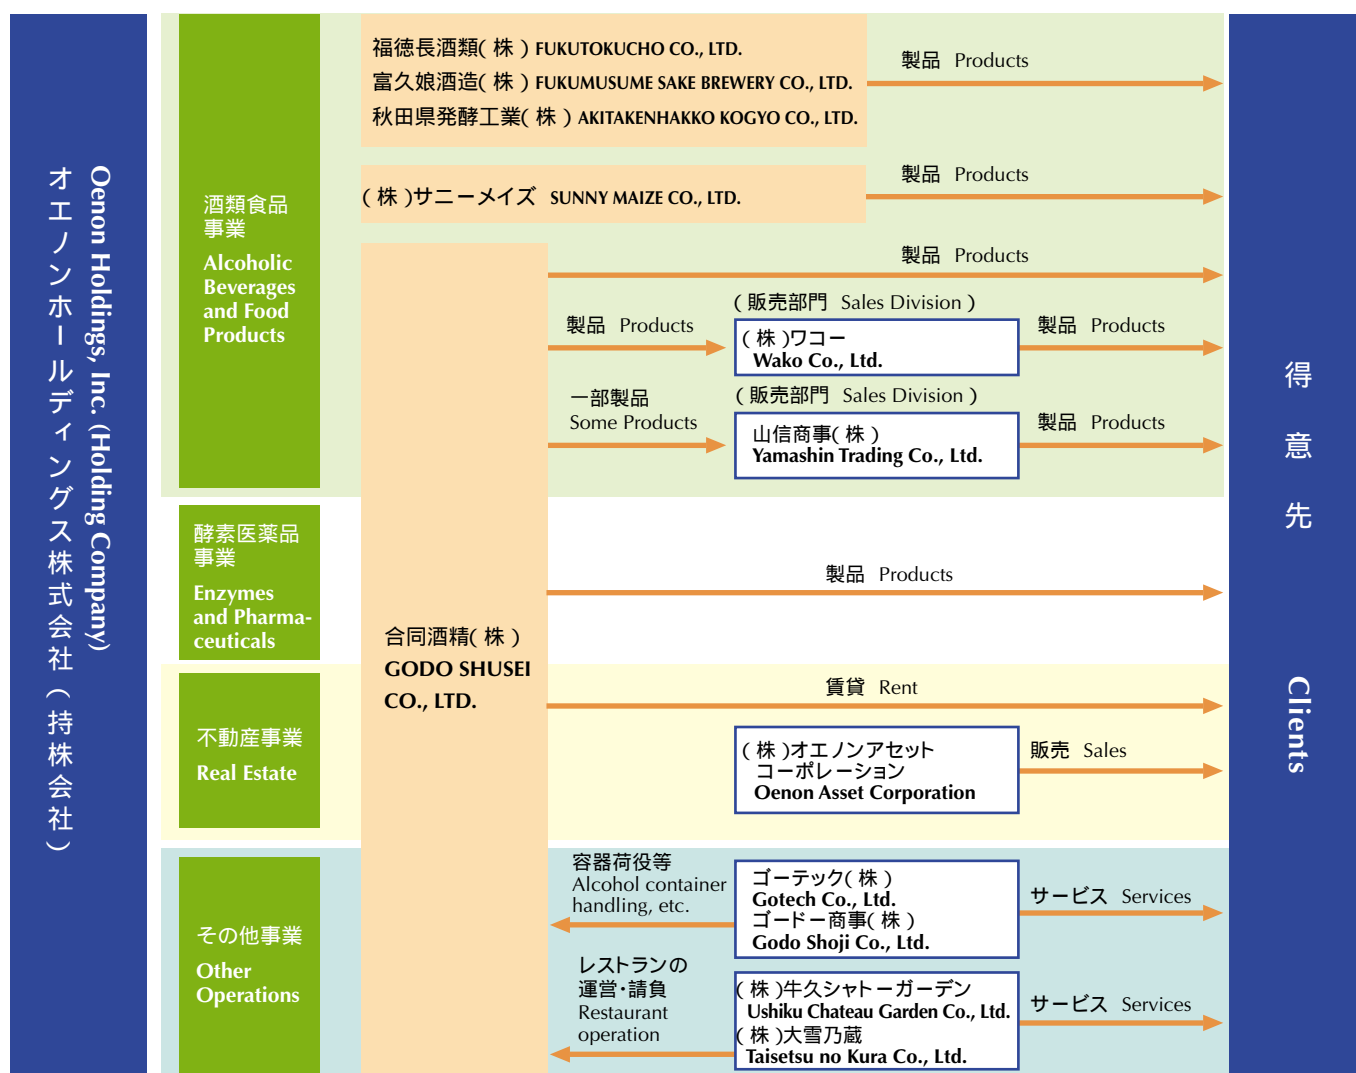 オエノンホールディングス株式会社(持株会社)
Oenon Holdings, Inc. (Holding Company)
酒類食品
事業
Alcoholic
Beverages
and Food
Products
福徳長酒類(株) FUKUTOKUCHO CO., LTD.
富久娘酒造(株) FUKUMUSUME SAKE BREWERY CO., LTD.
秋田県発酵工業(株) AKITAKENHAKKO KOGYO CO., LTD.
製品 Products
(株)サニーメイズ SUNNY MAIZE CO., LTD.
製品 Products
製品 Products
製品 Products
(販売部門 Sales Division)
(株)ワコー
Wako Co., Ltd.
製品 Products
一部製品
Some Products
(販売部門 Sales Division)
山信商事(株)
Yamashin Trading Co., Ltd.
製品 Products
酵素医薬品
事業
Enzymes
and Pharma-
ceuticals
製品 Products
合同酒精(株)
GODO SHUSEI
CO., LTD.
不動産事業
Real Estate
賃貸 Rent
(株)オエノンアセット
コーポレーション
Oenon Asset Corporation
販売 Sales
その他事業
Other
Operations
容器荷役等
Alcohol container
handling, etc.
ゴーテック(株)
Gotech Co., Ltd.
ゴードー商事(株)
Godo Shoji Co., Ltd.
サービス Services
レストランの
運営・請負
Restaurant
operation
(株)牛久シャトーガーデン
Ushiku Chateau Garden Co., Ltd.
(株)大雪乃蔵
Taisetsu no Kura Co., Ltd.
サービス Services
得意先
Clients